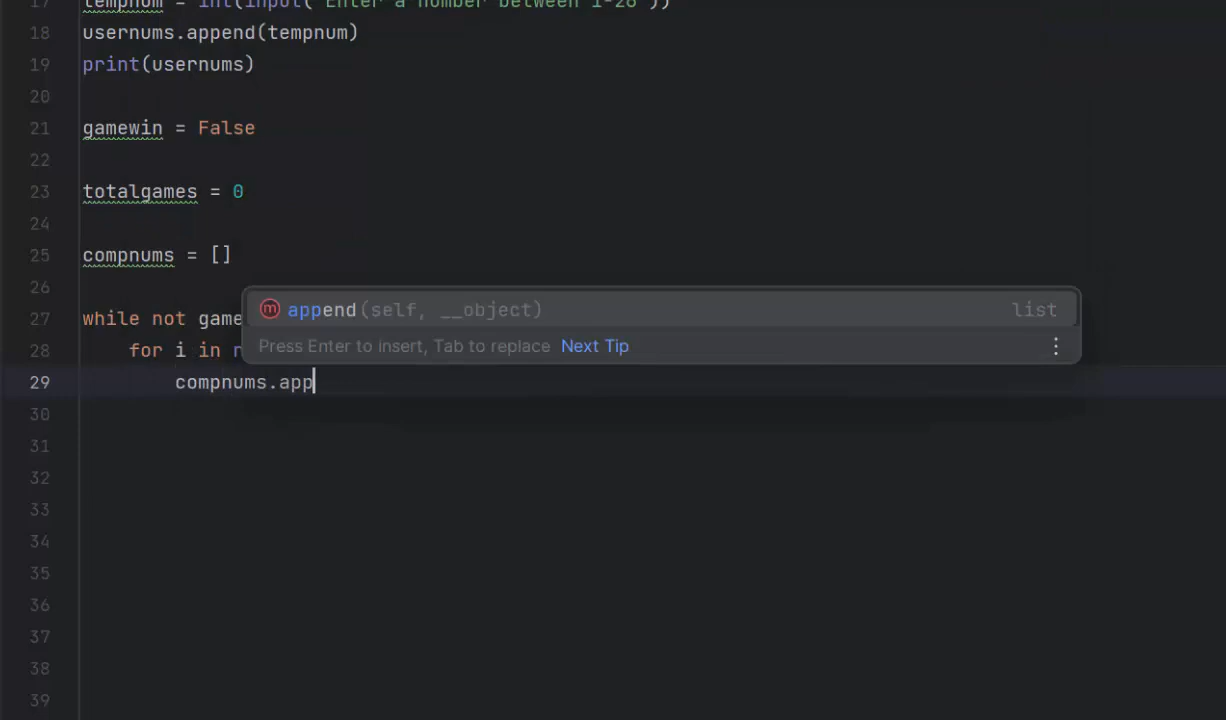 17 tempnum = int(input("Enter a number between 1-28"))
18 usernums.append(tempnum)
19 print(usernums)
20
21 gamewin = False
22
23 totalgames = 0
24
25 compnums = []
26
append(self, __object) list
27 while not game
Press Enter to insert, Tab to replace Next Tip
28 for i in
29 compnums.app
30
31
32
33
34
35
36
37
38
39